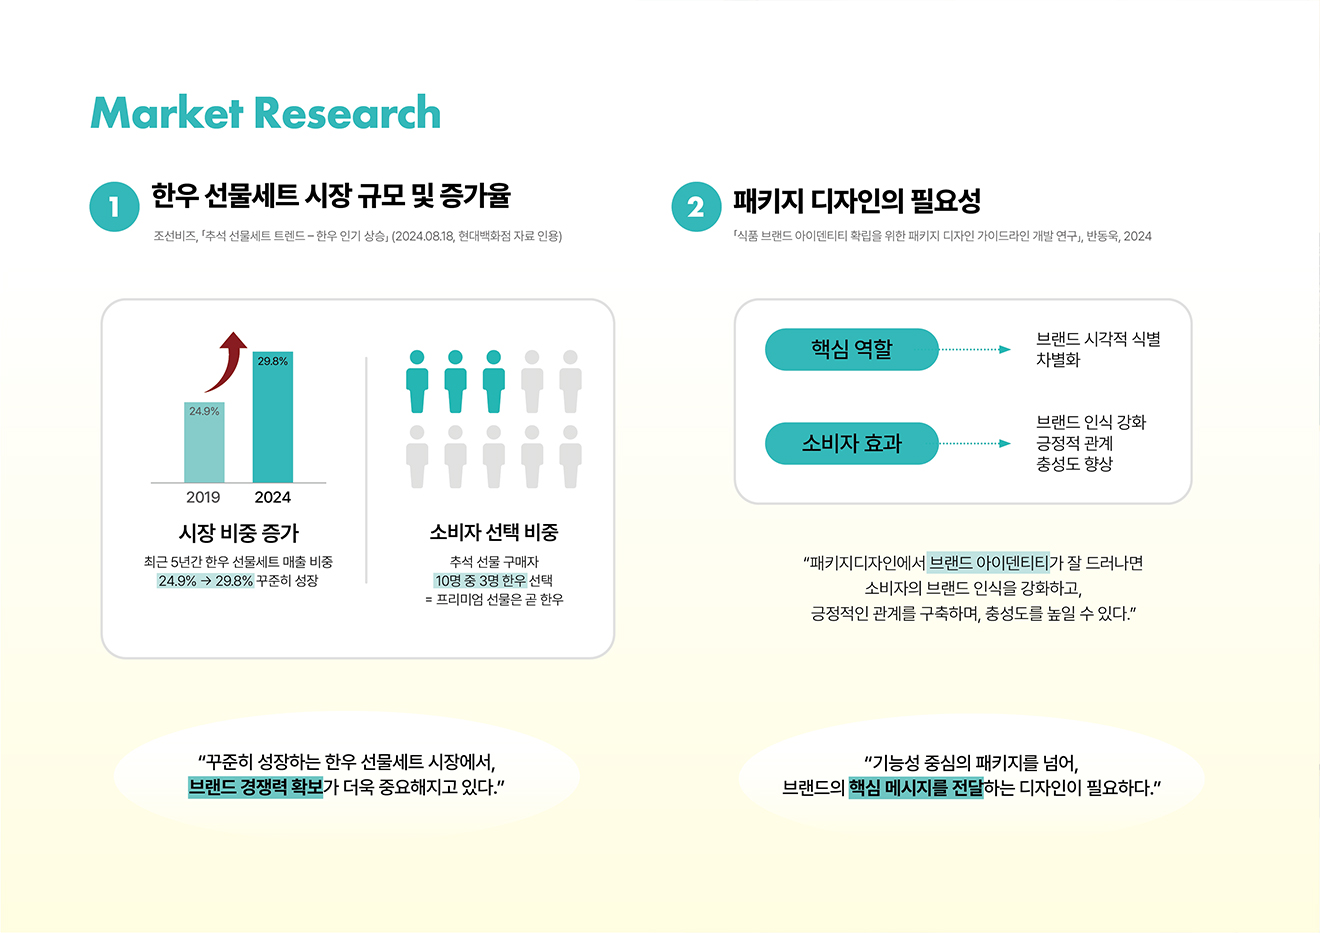 Market Research
1
한우 선물세트 시장 규모 및 증가율
조선비즈, 「추석 선물세트 트렌드 – 한우 인기 상승」 (2024.08.18, 현대백화점 자료 인용)
24.9%
29.8%
2019
2024
시장 비중 증가
최근 5년간 한우 선물세트 매출 비중
24.9% → 29.8% 꾸준히 성장
소비자 선택 비중
추석 선물 구매자
10명 중 3명 한우 선택
= 프리미엄 선물은 곧 한우
“꾸준히 성장하는 한우 선물세트 시장에서,
브랜드 경쟁력 확보가 더욱 중요해지고 있다.”
2
패키지 디자인의 필요성
「식품 브랜드 아이덴티티 확립을 위한 패키지 디자인 가이드라인 개발 연구」, 반동욱, 2024
핵심 역할
브랜드 시각적 식별
차별화
소비자 효과
브랜드 인식 강화
긍정적 관계
충성도 향상
“패키지디자인에서 브랜드 아이덴티티가 잘 드러나면
소비자의 브랜드 인식을 강화하고,
긍정적인 관계를 구축하며, 충성도를 높일 수 있다.”
“기능성 중심의 패키지를 넘어,
브랜드의 핵심 메시지를 전달하는 디자인이 필요하다.”